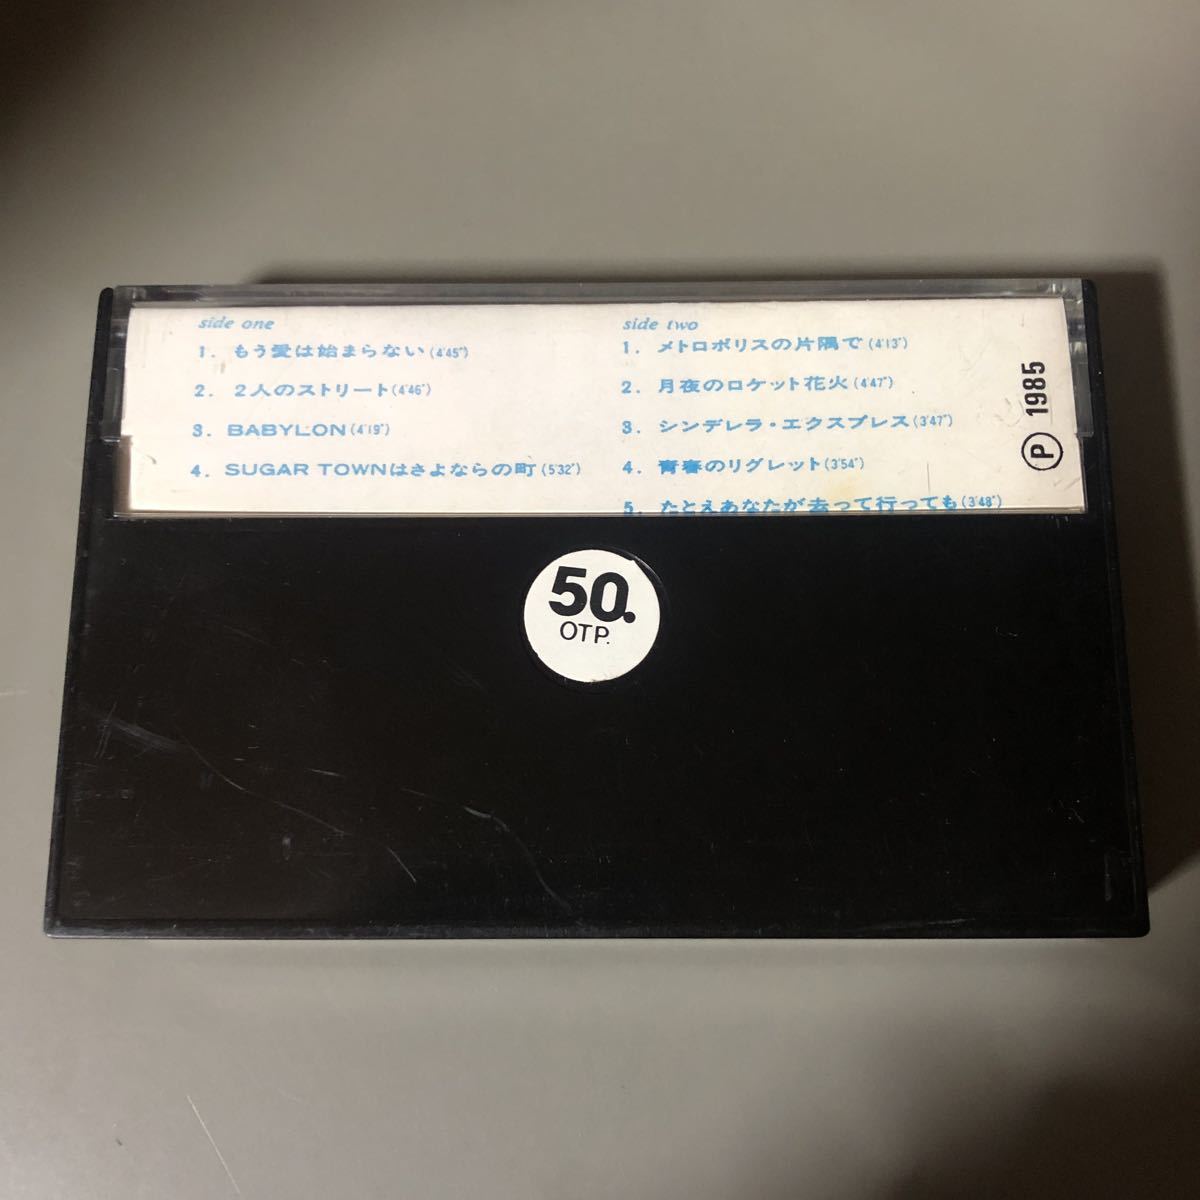 side one
1. もう愛は始まらない(4'45")
2. 2人のストリート(4'46")
3. BABYLON(4'19")
4. SUGAR TOWNはさよならの町(5'32")
side two
1. メトロポリスの片隅で(4'13")
2. 月夜のロケット花火(4'47")
3. シンデレラ・エクスプレス(3'47")
4. 青春のリグレット(3'54")
5. たとえあなたが去って行っても(3'48")
Ⓟ 1985
50.
OTP.